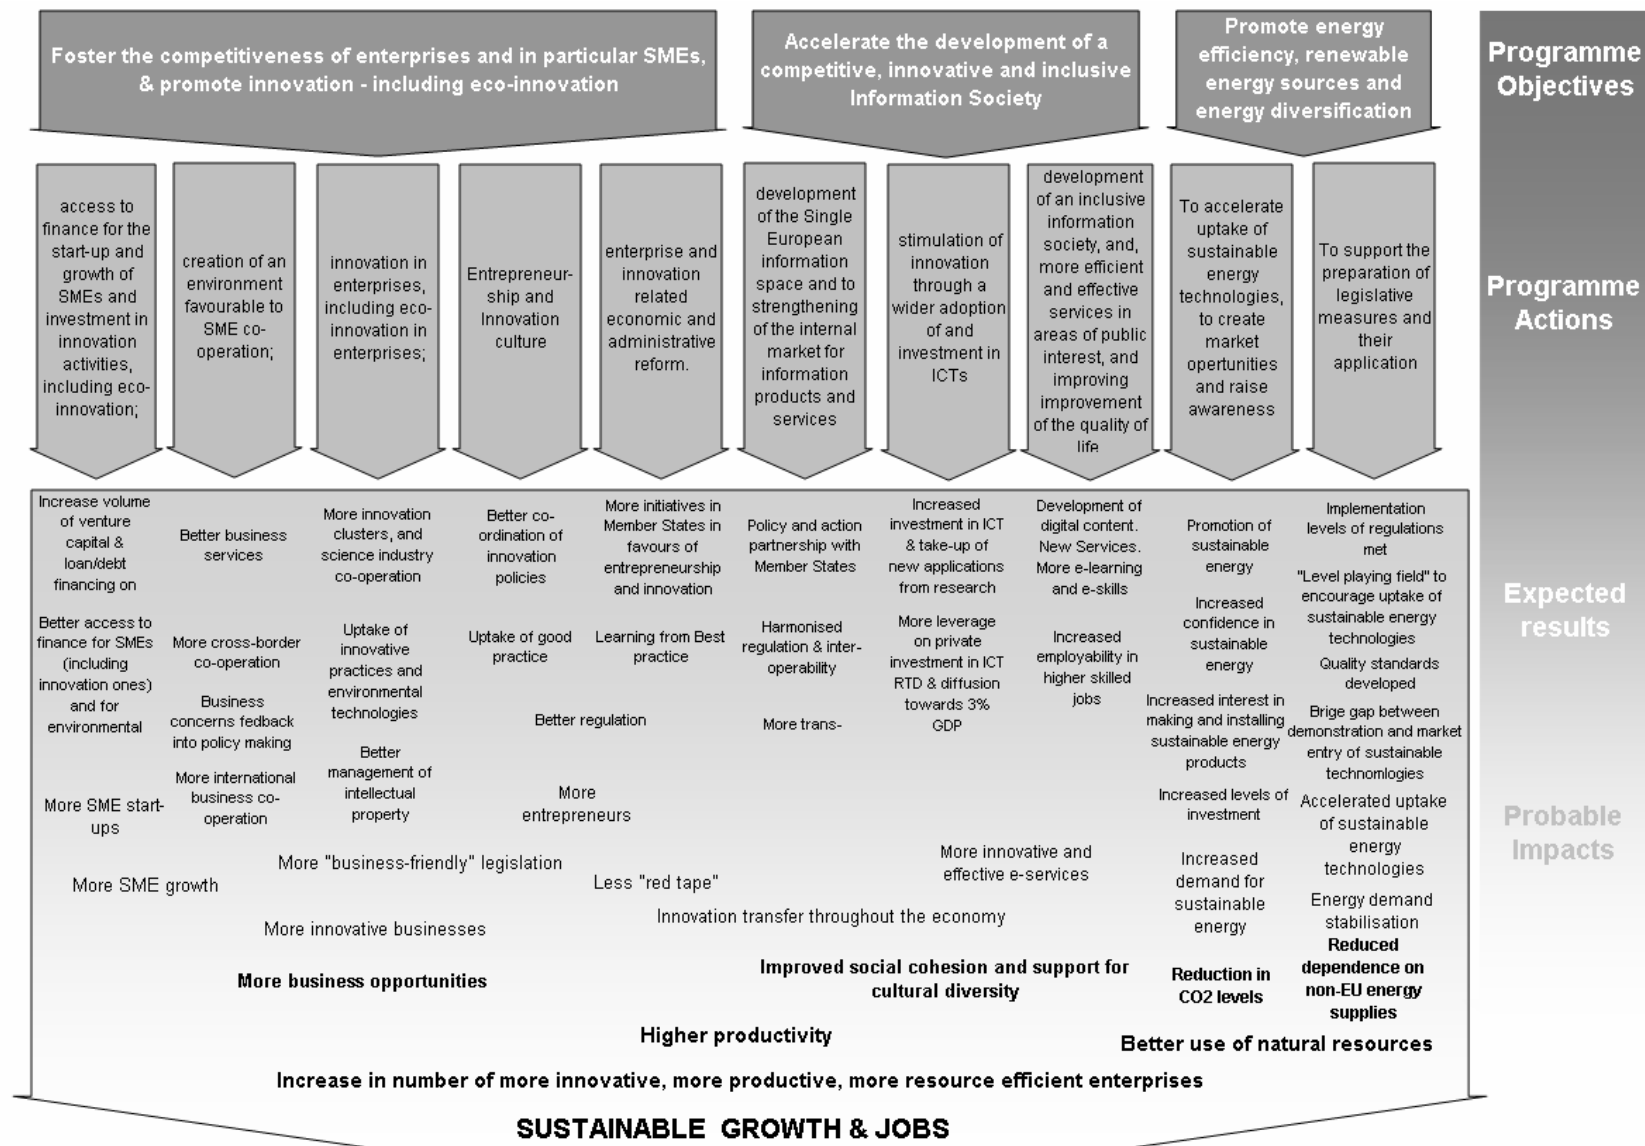 Foster the competitiveness of enterprises and in particular SMEs,
& promote innovation - including eco-innovation
Accelerate the development of a
competitive, innovative and inclusive
Information Society
Promote energy
efficiency, renewable
energy sources and
energy diversification
Programme
Objectives
access to
finance for the
start-up and
growth of
SMEs and
investment in
innovation
activities,
including eco-
innovation;
creation of an
environment
favourable to
SME co-
operation;
innovation in
enterprises,
including eco-
innovation in
enterprises;
Entrepreneur-
ship and
Innovation
culture
enterprise and
innovation
related
economic and
administrative
reform.
development
of the Single
European
information
space and to
strengthening
of the internal
market for
information
products and
services
stimulation of
innovation
through a
wider adoption
of and
investment in
ICTs
development
of an inclusive
information
society, and,
more efficient
and effective
services in
areas of public
interest, and
improving
improvement
of the quality of
life
To accelerate
uptake of
sustainable
energy
technologies,
to create
market
opertunities
and raise
awareness
To support the
preparation of
legislative
measures and
their
application
Programme
Actions
Increase volume
of venture
capital &
loan/debt
financing on
Better access to
finance for SMEs
(including
innovation ones)
and for
environmental
More SME start-
ups
More SME growth
Better business
services
More cross-border
co-operation
Business
concerns fedback
into policy making
More international
business co-
operation
More innovation
clusters, and
science industry
co-operation
Uptake of
innovative
practices and
environmental
technologies
Better
management of
intellectual
property
Better co-
ordination of
innovation
policies
Uptake of good
practice
More initiatives in
Member States in
favours of
entrepreneurship
and innovation
Learning from Best
practice
Better regulation
More
entrepreneurs
More "business-friendly" legislation
Less "red tape"
More innovative businesses
More business opportunities
Policy and action
partnership with
Member States
Harmonised
regulation & inter-
operability
More trans-
Increased
investment in ICT
& take-up of
new applications
from research
More leverage
on private
investment in ICT
RTD & diffusion
towards 3%
GDP
Development of
digital content.
New Services.
More e-learning
and e-skills
Increased
employability in
higher skilled
jobs
More innovative and
effective e-services
Innovation transfer throughout the economy
Improved social cohesion and support for
cultural diversity
Promotion of
sustainable
energy
Increased
confidence in
sustainable
energy
Increased interest in
making and installing
sustainable energy
products
Increased levels of
investment
Increased
demand for
sustainable
energy
Reduction in
CO2 levels
Implementation
levels of regulations
met
"Level playing field" to
encourage uptake of
sustainable energy
technologies
Quality standards
developed
Brige gap between
demonstration and market
entry of sustainable
technomlogies
Accelerated uptake
of sustainable
energy
technologies
Energy demand
stabilisation
Reduced
dependence on
non-EU energy
supplies
Expected
results
Probable
Impacts
Higher productivity
Better use of natural resources
Increase in number of more innovative, more productive, more resource efficient enterprises
SUSTAINABLE GROWTH & JOBS